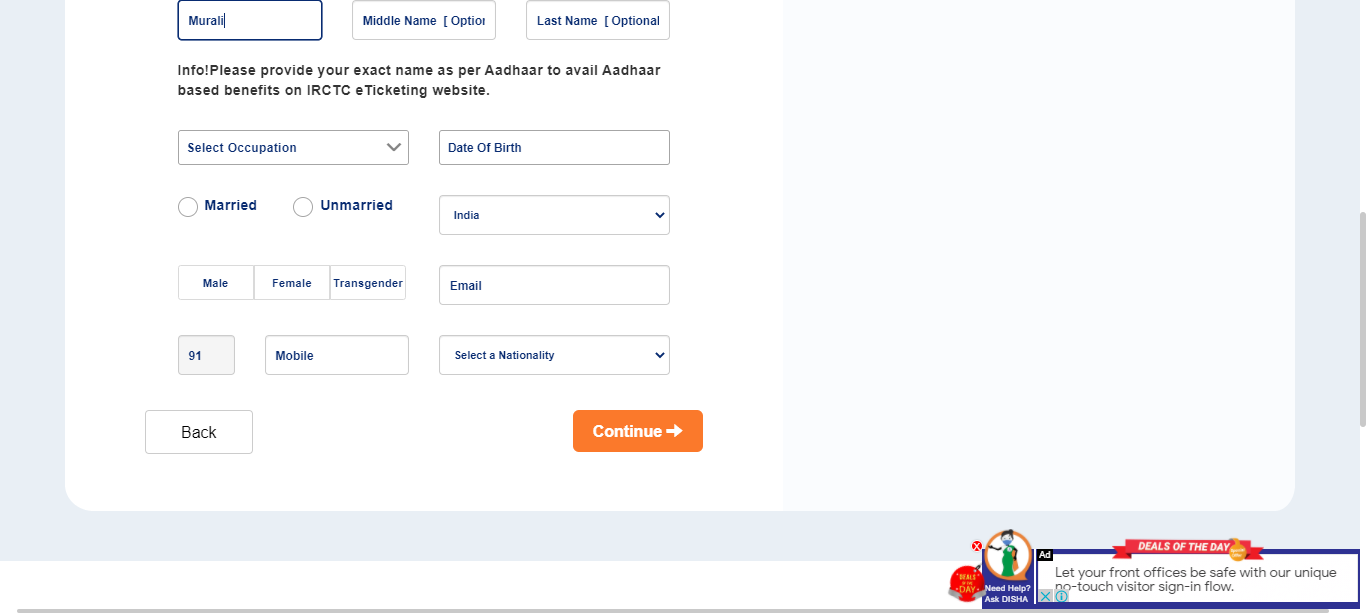 Murali
Middle Name [ Option
Last Name [ Optional
Info!Please provide your exact name as per Aadhaar to avail Aadhaar
based benefits on IRCTC eTicketing website.
Select Occupation
Date Of Birth
Married
Unmarried
India
Male
Female
Transgender
Email
91
Mobile
Select a Nationality
Back
Continue
DEALS OF THE DAY
Ad
DEALS
OF THE
DAY
Let your front offices be safe with our unique
no-touch visitor sign-in flow.
Need Help?
Ask DISHA